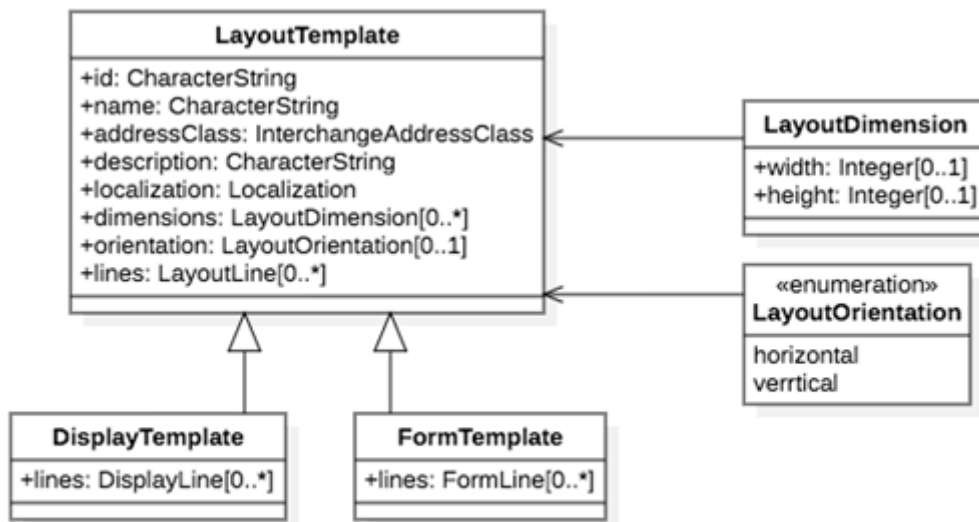 LayoutTemplate
+id: CharacterString
+name: CharacterString
+addressClass: InterchangeAddressClass
+description: CharacterString
+localization: Localization
+dimensions: LayoutDimension[0..*]
+orientation: LayoutOrientation[0..1]
+lines: LayoutLine[0..*]
LayoutDimension
+width: Integer[0..1]
+height: Integer[0..1]
«enumeration»
LayoutOrientation
horizontal
verrtical
DisplayTemplate
+lines: DisplayLine[0..*]
FormTemplate
+lines: FormLine[0..*]